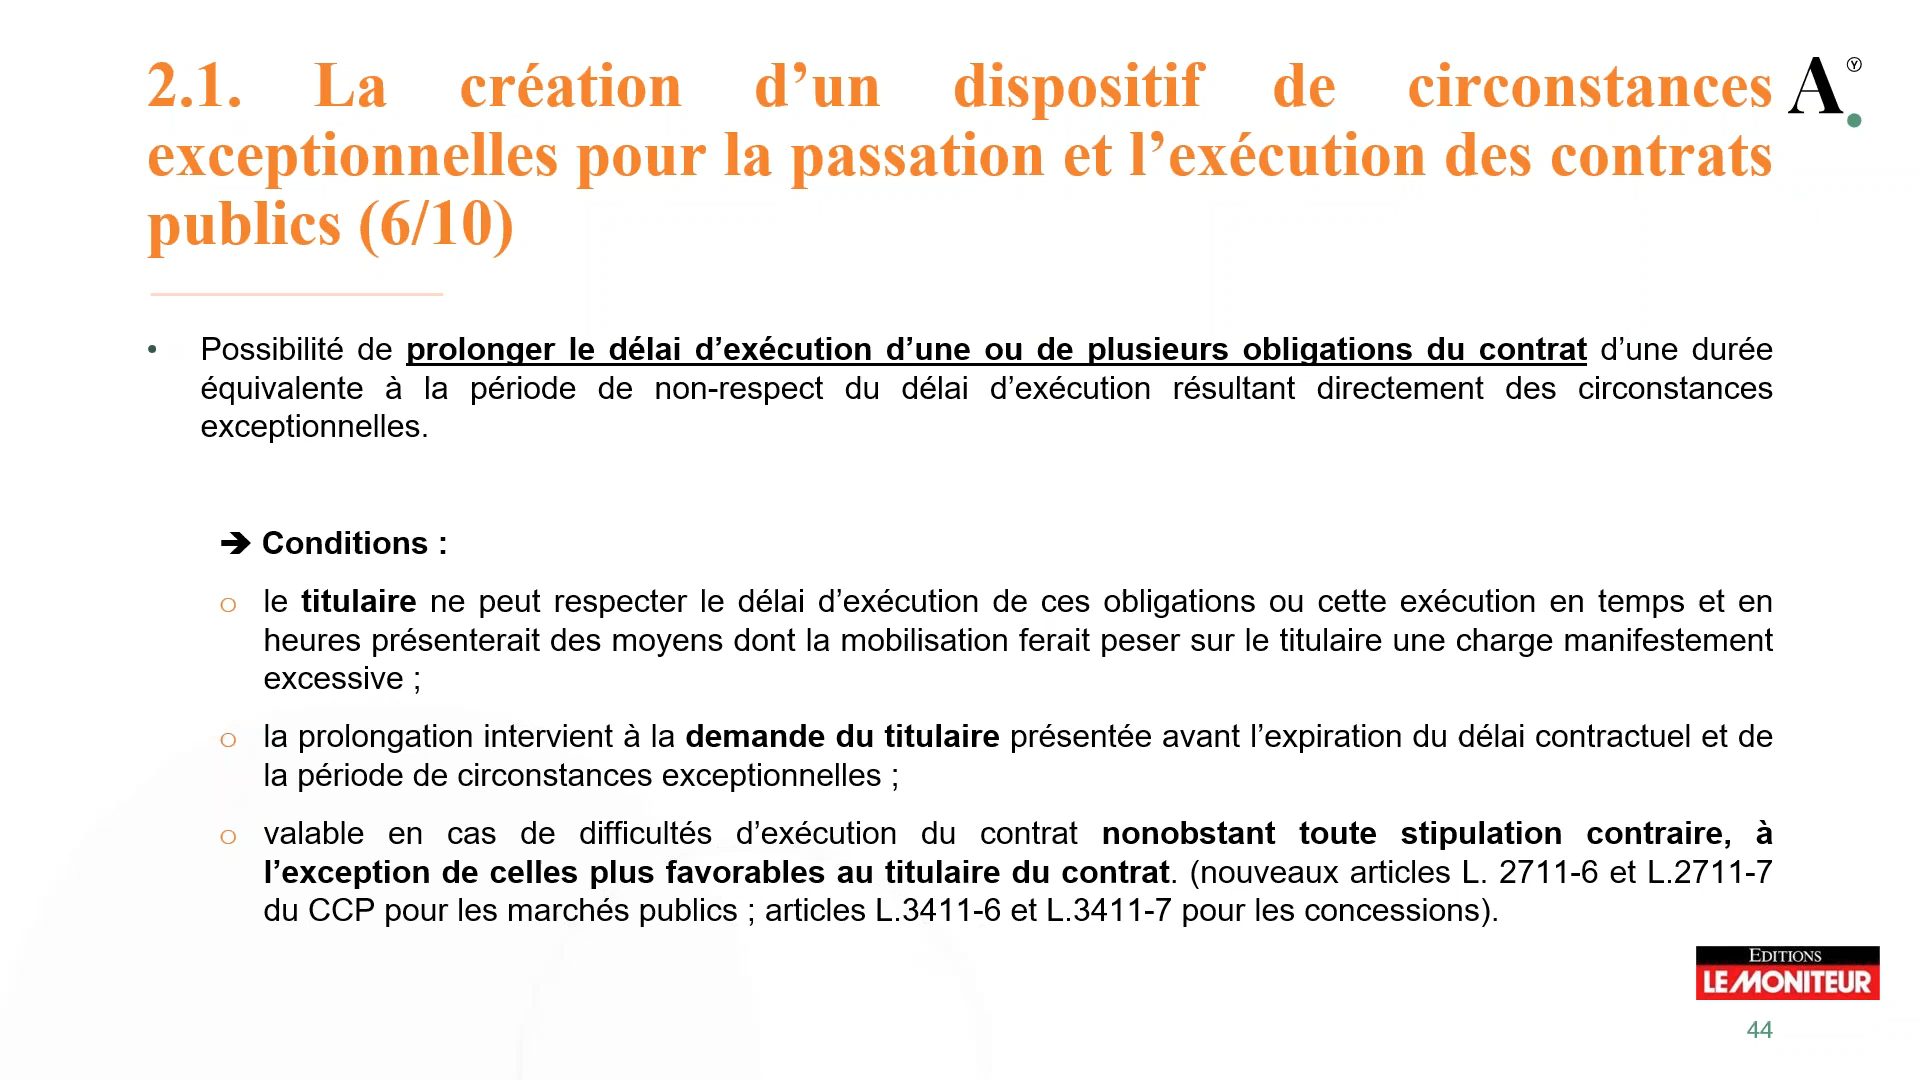 2.1. La création d’un dispositif de circonstances
exceptionnelles pour la passation et l’exécution des contrats
publics (6/10)
A
Y
• Possibilité de prolonger le délai d’exécution d’une ou de plusieurs obligations du contrat d’une durée
équivalente à la période de non-respect du délai d’exécution résultant directement des circonstances
exceptionnelles.
➔ Conditions :
o le titulaire ne peut respecter le délai d’exécution de ces obligations ou cette exécution en temps et en
heures présenterait des moyens dont la mobilisation ferait peser sur le titulaire une charge manifestement
excessive ;
o la prolongation intervient à la demande du titulaire présentée avant l’expiration du délai contractuel et de
la période de circonstances exceptionnelles ;
o valable en cas de difficultés d’exécution du contrat nonobstant toute stipulation contraire, à
l’exception de celles plus favorables au titulaire du contrat. (nouveaux articles L. 2711-6 et L.2711-7
du CCP pour les marchés publics ; articles L.3411-6 et L.3411-7 pour les concessions).
EDITIONS
LE MONITEUR
44